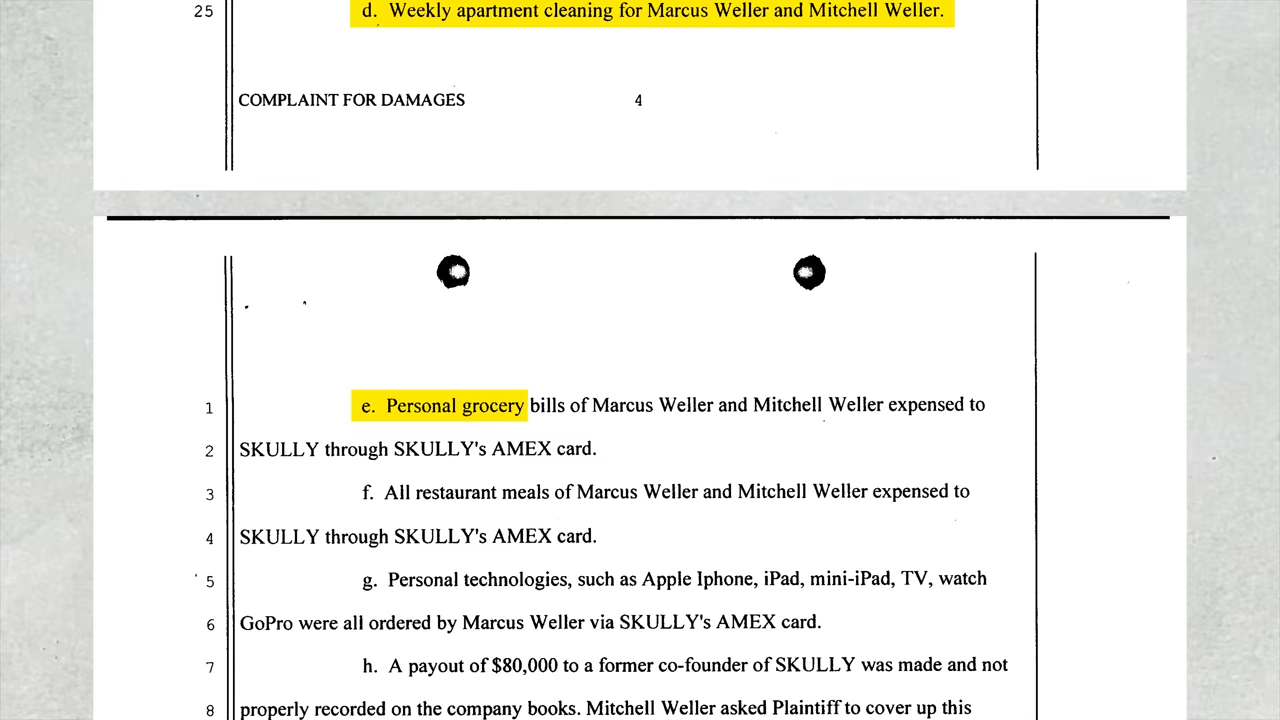 25 d. Weekly apartment cleaning for Marcus Weller and Mitchell Weller.
COMPLAINT FOR DAMAGES 4
1 e. Personal grocery bills of Marcus Weller and Mitchell Weller expensed to
2 SKULLY through SKULLY's AMEX card.
3 f. All restaurant meals of Marcus Weller and Mitchell Weller expensed to
4 SKULLY through SKULLY's AMEX card.
5 g. Personal technologies, such as Apple Iphone, iPad, mini-iPad, TV, watch
6 GoPro were all ordered by Marcus Weller via SKULLY's AMEX card.
7 h. A payout of $80,000 to a former co-founder of SKULLY was made and not
8 properly recorded on the company books. Mitchell Weller asked Plaintiff to cover up this